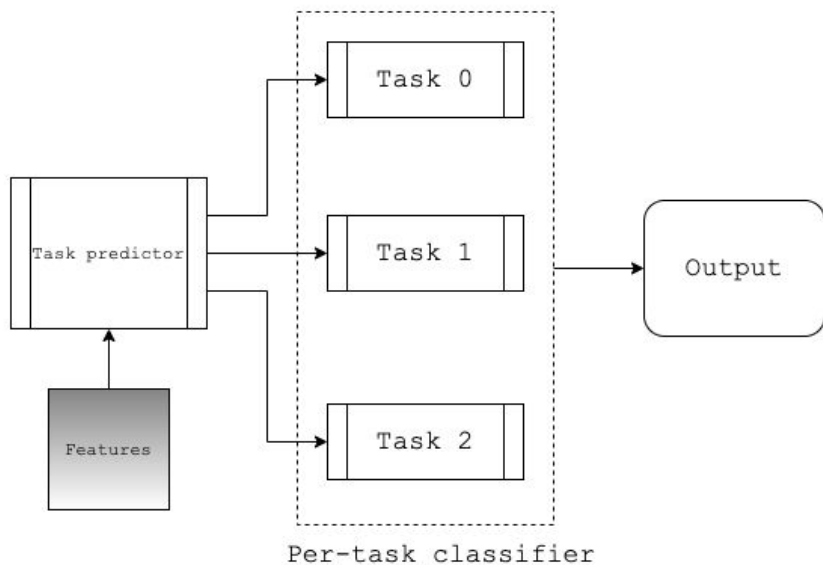 Task 0
Task predictor
Task 1
Output
Features
Task 2
Per-task classifier